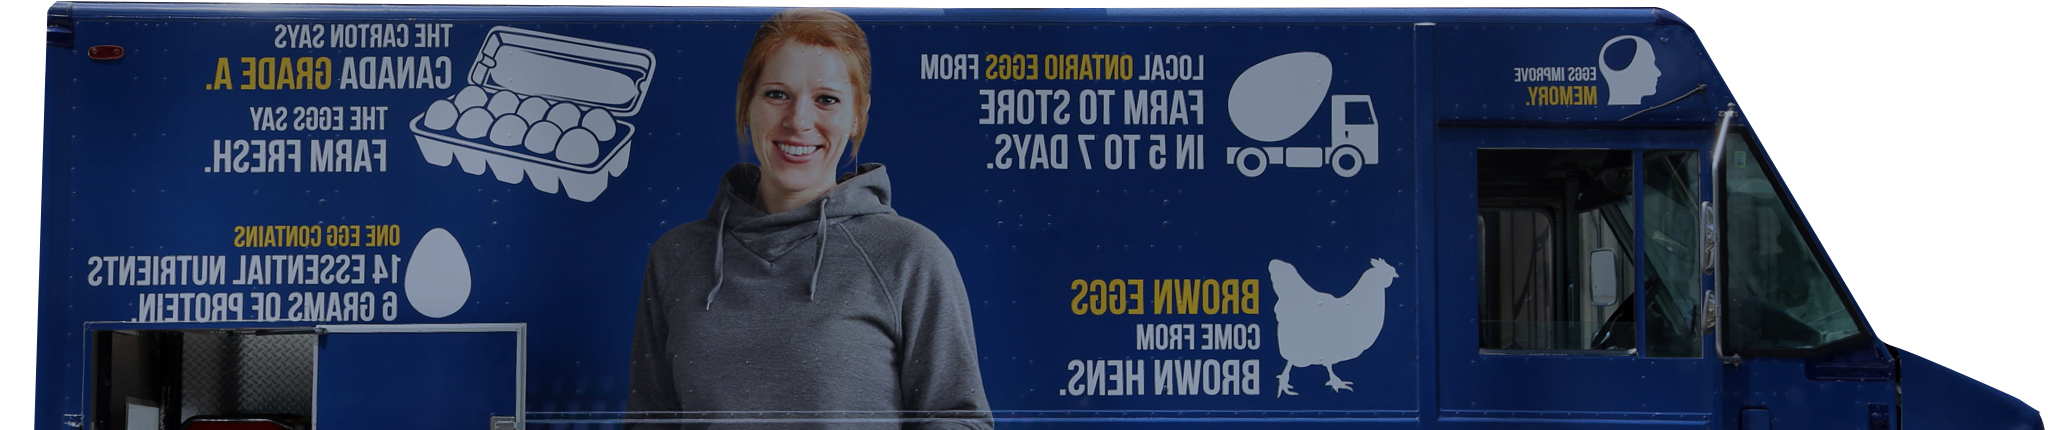 THE CARTON SAYS
CANADA GRADE A.
THE EGGS SAY
FARM FRESH.
ONE EGG CONTAINS
14 ESSENTIAL NUTRIENTS
6 GRAMS OF PROTEIN.
LOCAL ONTARIO EGGS FROM
FARM TO STORE
IN 5 TO 7 DAYS.
BROWN EGGS
COME FROM
BROWN HENS.
EGGS IMPROVE
MEMORY.